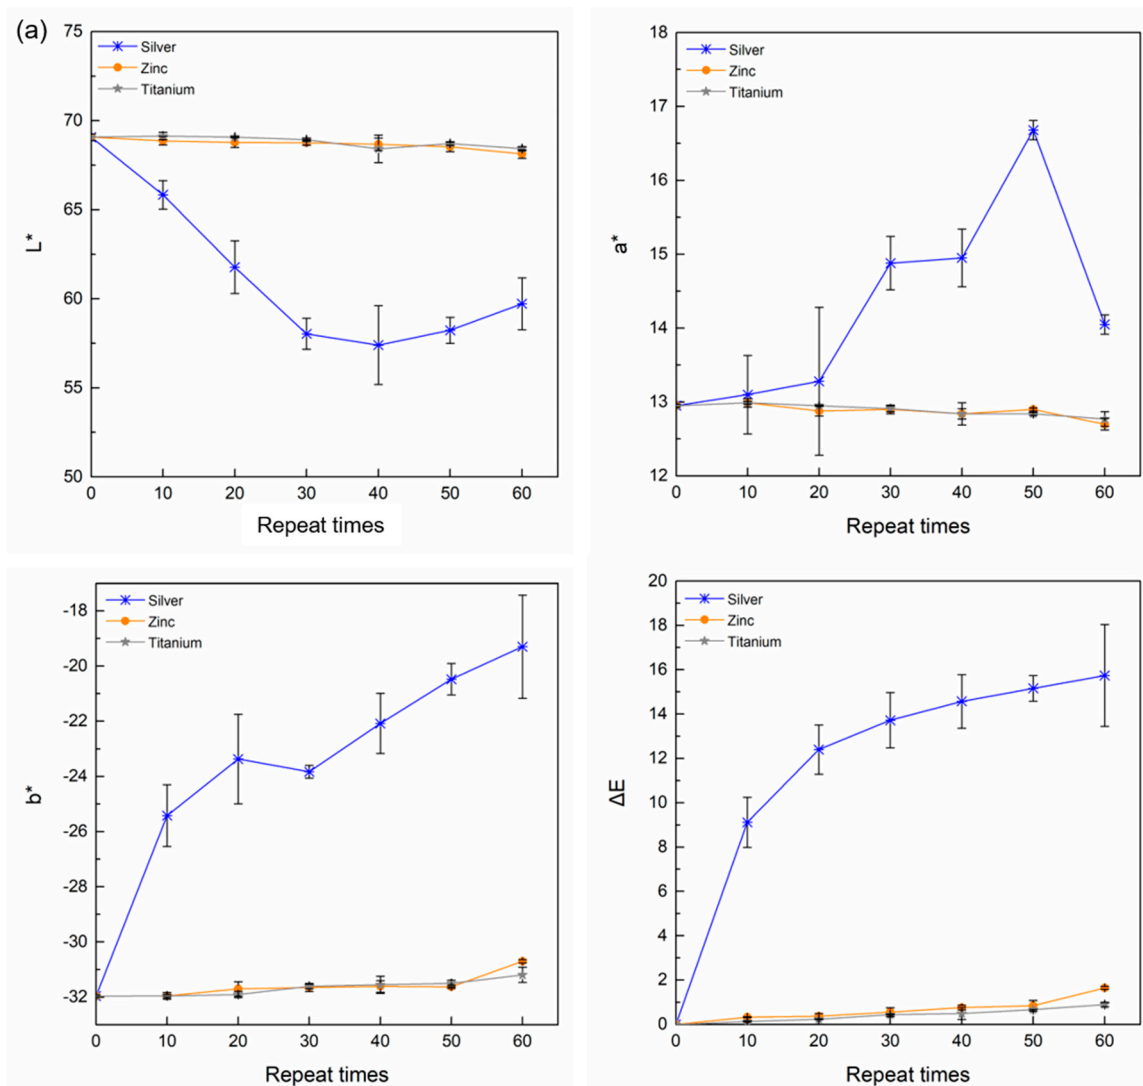 (a)
75
70
65
60
55
50
L*
Silver
Zinc
Titanium
0 10 20 30 40 50 60
Repeat times
18
17
16
15
14
13
12
a*
Silver
Zinc
Titanium
0 10 20 30 40 50 60
Repeat times
-18
-20
-22
-24
-26
-28
-30
-32
b*
Silver
Zinc
Titanium
0 10 20 30 40 50 60
Repeat times
20
18
16
14
12
10
8
6
4
2
0
ΔE
Silver
Zinc
Titanium
0 10 20 30 40 50 60
Repeat times